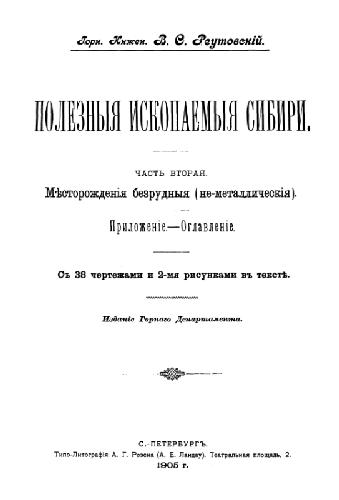 Горн. Инжен. В. С. Реутовскій.
ПОЛЕЗНЫЯ ИСКОПАЕМЫЯ СИБИРИ.
ЧАСТЬ ВТОРАЯ.
Мѣсторожденія безрудныя (не-металлическія).
Приложеніе.—Оглавленіе.
Съ 38 чертежами и 2-мя рисунками въ текстѣ.
Изданіе Горнаго Департамента.
С.-ПЕТЕРБУРГЪ.
Типо-Литографія А. Г. Розена (А. Е. Ландау). Театральная площадь, 2.
1905 г.